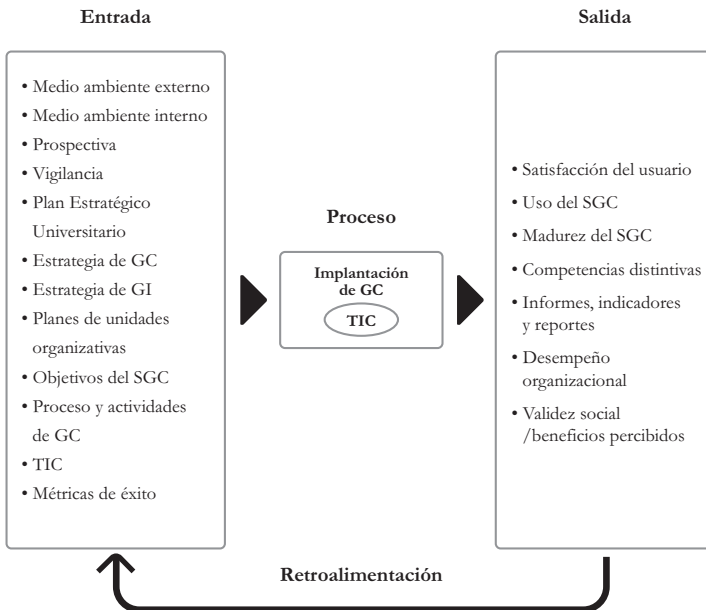 Entrada
• Medio ambiente externo
• Medio ambiente interno
• Prospectiva
• Vigilancia
• Plan Estratégico
Universitario
• Estrategia de GC
• Estrategia de GI
• Planes de unidades
organizativas
• Objetivos del SGC
• Proceso y actividades
de GC
• TIC
• Métricas de éxito
Proceso
Implantación
de GC
TIC
Salida
• Satisfacción del usuario
• Uso del SGC
• Madurez del SGC
• Competencias distintivas
• Informes, indicadores
y reportes
• Desempeño
organizacional
• Validez social
/beneficios percibidos
Retroalimentación